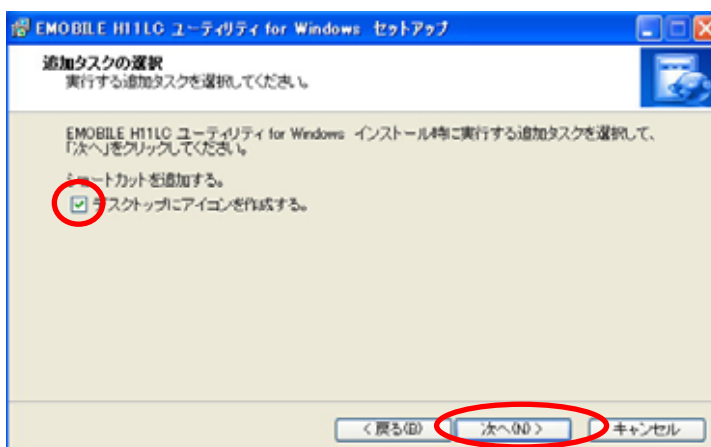 EMOBILE H11LC ユーティリティ for Windows セットアップ
追加タスクの選択
実行する追加タスクを選択してください。
EMOBILE H11LC ユーティリティ for Windows インストール時に実行する追加タスクを選択して、
「次へ」をクリックしてください。
ショートカットを追加する。
デスクトップにアイコンを作成する。
< 戻る(B) 次へ(N) > キャンセル